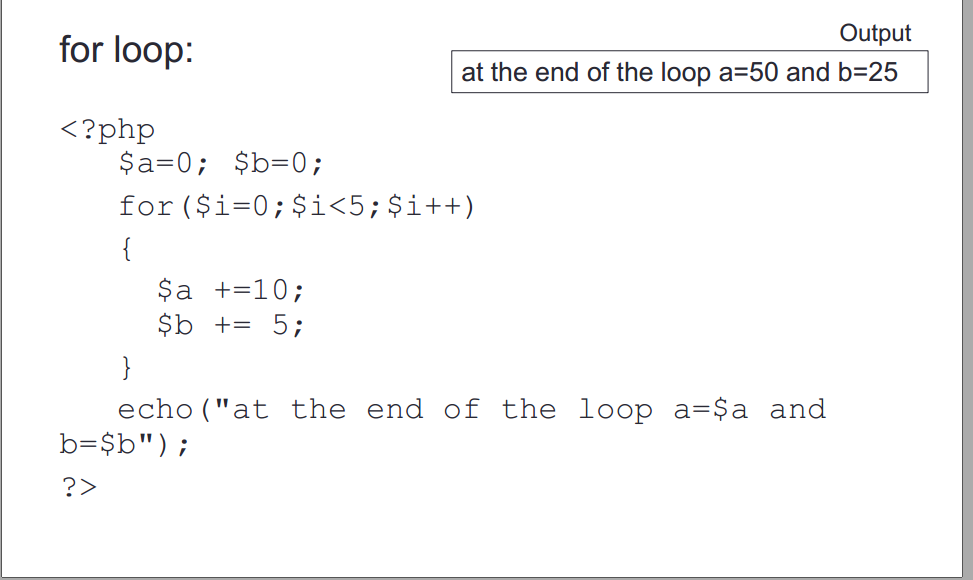 Output
for loop:
at the end of the loop a=50 and b=25
<?php
$a=0; $b=0;
for($i=0;$i<5;$i++)
{
$a +=10;
$b += 5;
}
echo("at the end of the loop a=$a and
b=$b");
?>